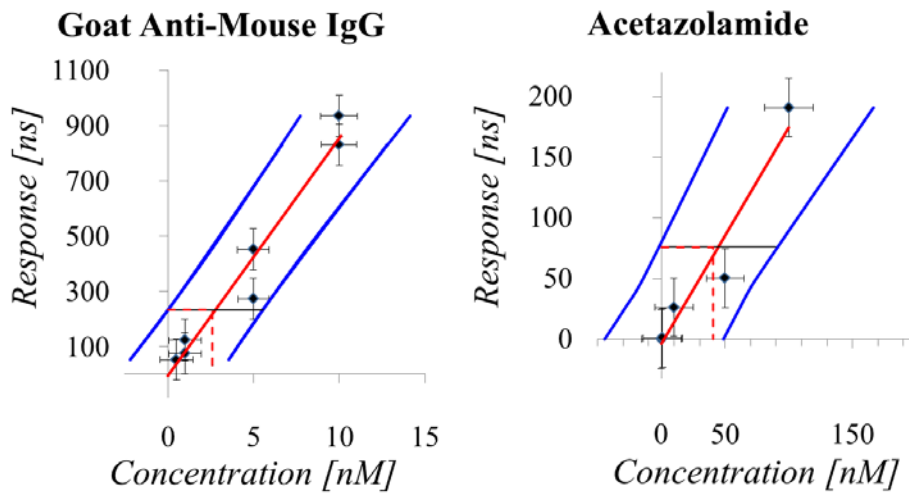 Goat Anti-Mouse IgG
Response [ns]
1100
900
700
500
300
100
0 5 10 15
Concentration [nM]
Acetazolamide
Response [ns]
200
150
100
50
0
0 50 150
Concentration [nM]